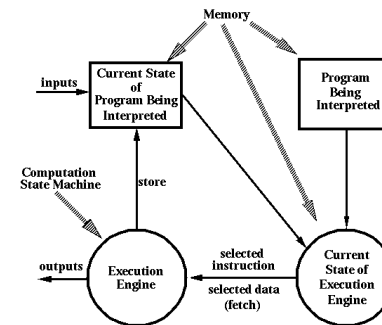 Memory
inputs
Current State
of
Program Being
Interpreted
Program
Being
Interpreted
Computation
State Machine
store
outputs
Execution
Engine
selected
instruction
selected data
(fetch)
Current
State of
Execution
Engine